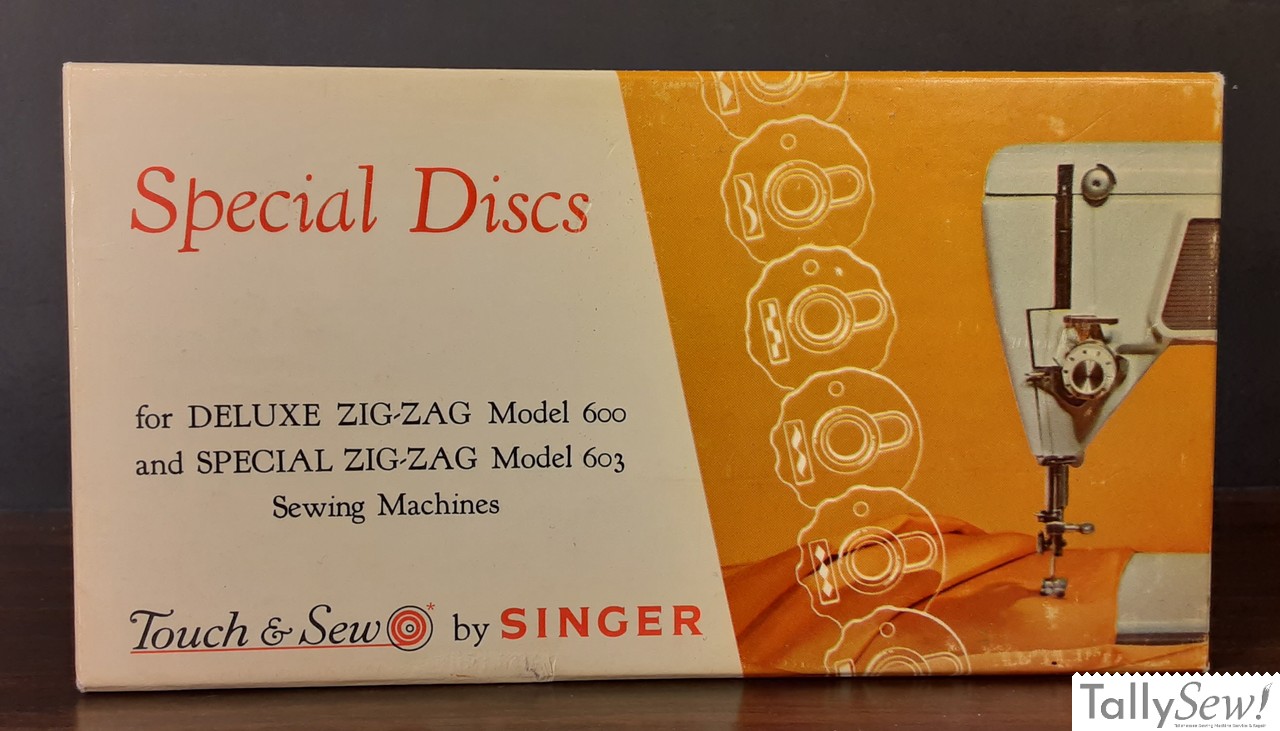 Special Discs
for DELUXE ZIG-ZAG Model 600
and SPECIAL ZIG-ZAG Model 603
Sewing Machines
Touch & Sew * by SINGER
TallySew!